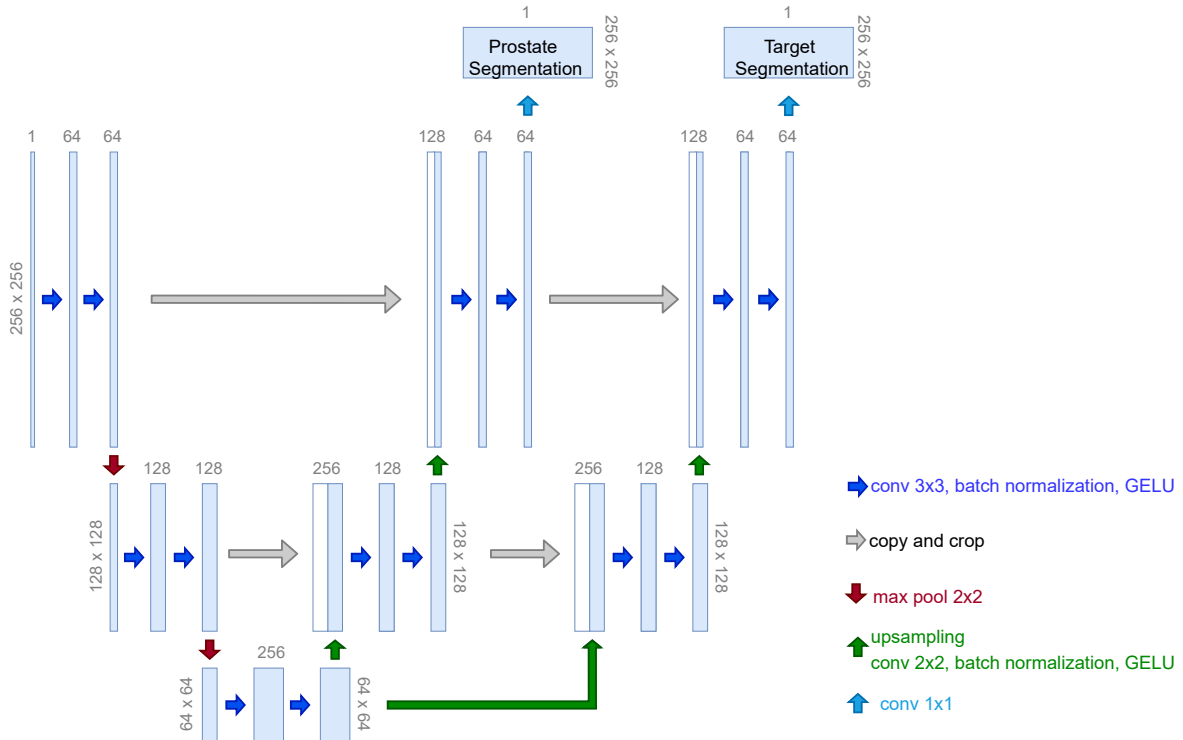 1
Prostate
Segmentation
256 x 256
1
Target
Segmentation
256 x 256
1
64
64
128
64
64
128
64
64
256 x 256
128
128
256
128
256
128
128 x 128
128 x 128
128 x 128
256
64 x 64
64 x 64
conv 3x3, batch normalization, GELU
copy and crop
max pool 2x2
upsampling
conv 2x2, batch normalization, GELU
conv 1x1